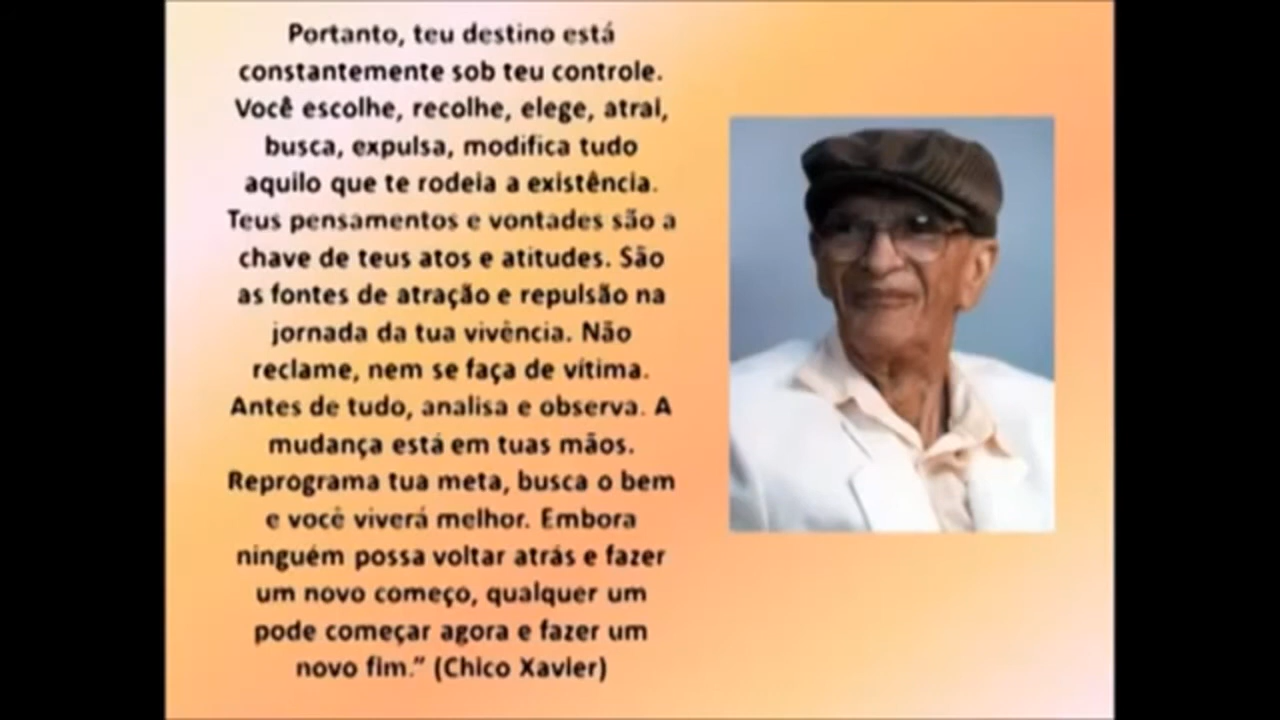 Portanto, teu destino está
constantemente sob teu controle.
Você escolhe, recolhe, elege, atrai,
busca, expulsa, modifica tudo
aquilo que te rodeia a existência.
Teus pensamentos e vontades são a
chave de teus atos e atitudes. São
as fontes de atração e repulsão na
jornada da tua vivência. Não
reclame, nem se faça de vítima.
Antes de tudo, analisa e observa. A
mudança está em tuas mãos.
Reprograma tua meta, busca o bem
e você viverá melhor. Embora
ninguém possa voltar atrás e fazer
um novo começo, qualquer um
pode começar agora e fazer um
novo fim.” (Chico Xavier)